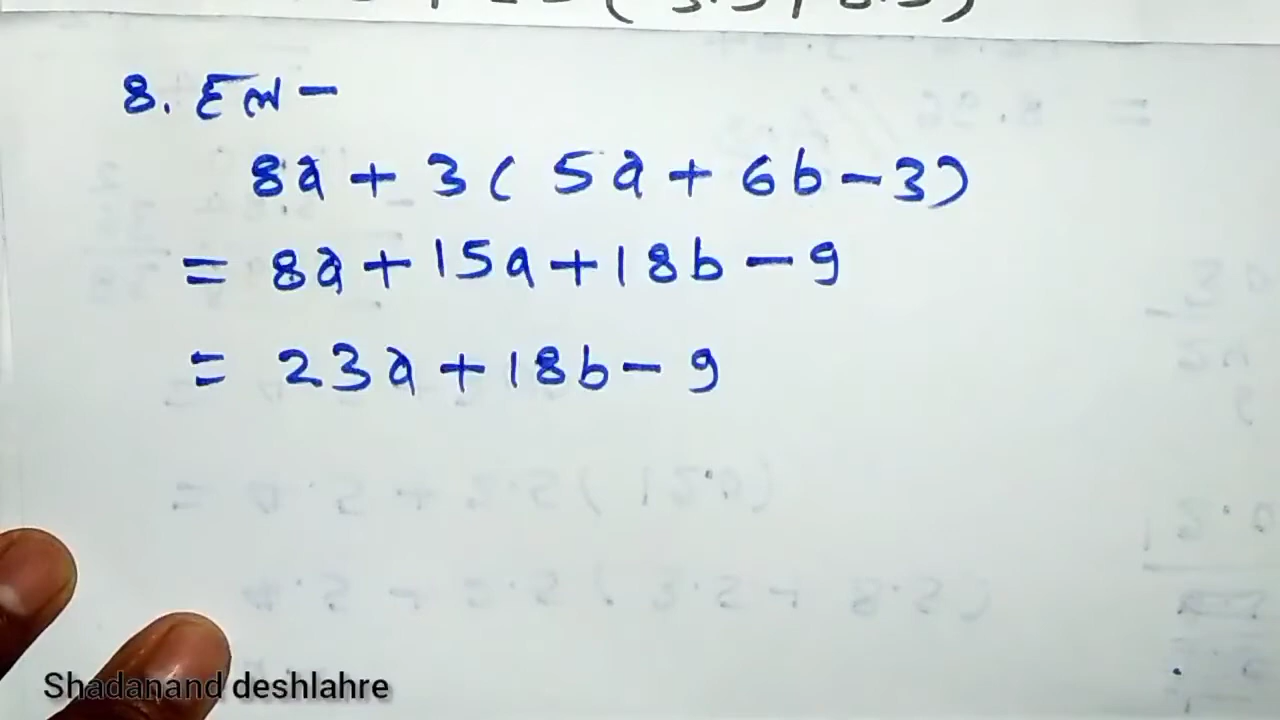 8. हल -
8a + 3 ( 5a + 6b - 3)
= 8a + 15a + 18b - 9
= 23a + 18b - 9
Shadanand deshlahre